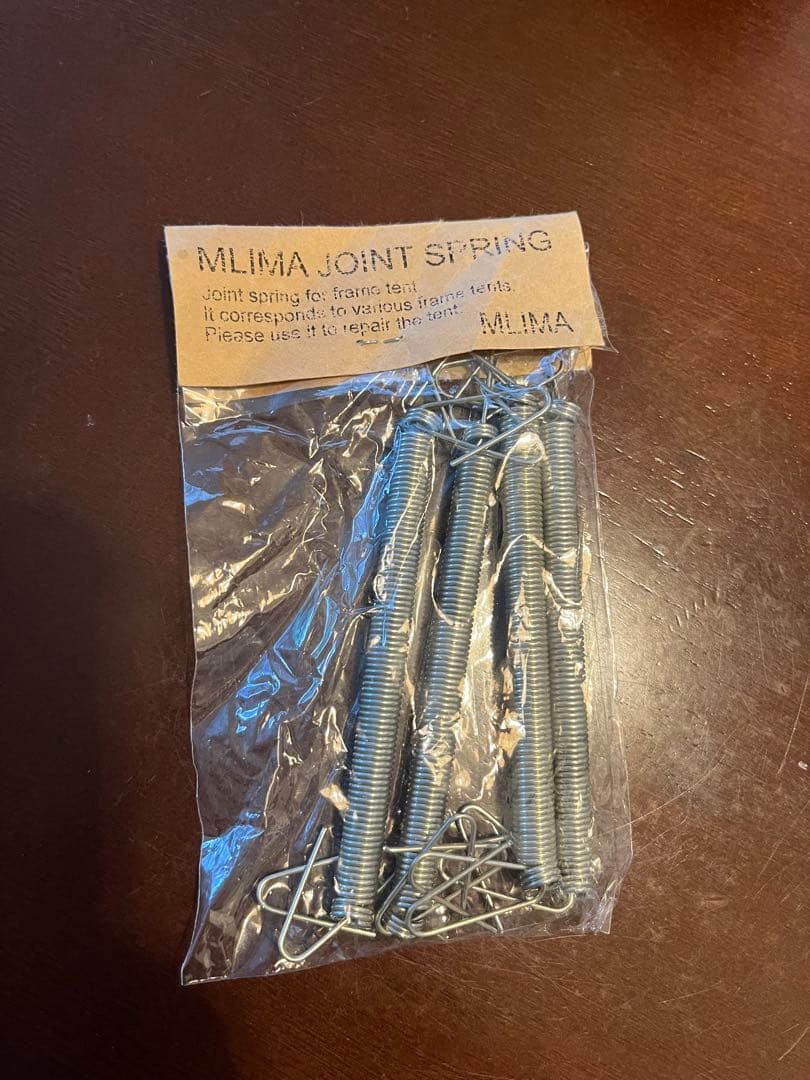 MLIMA JOINT SPRING
Joint spring for frame tent
It corresponds to various frame tents.
Please use it to repair the tent.
MLIMA